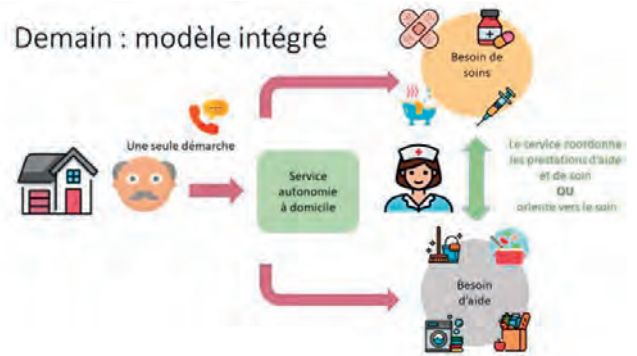 Demain : modèle intégré
Besoin de
soins
Une seule démarche
Service
autonomie
à domicile
Le service coordonne
les prestations d'aide
et de soin
OU
oriente vers le soin
Besoin
d'aide